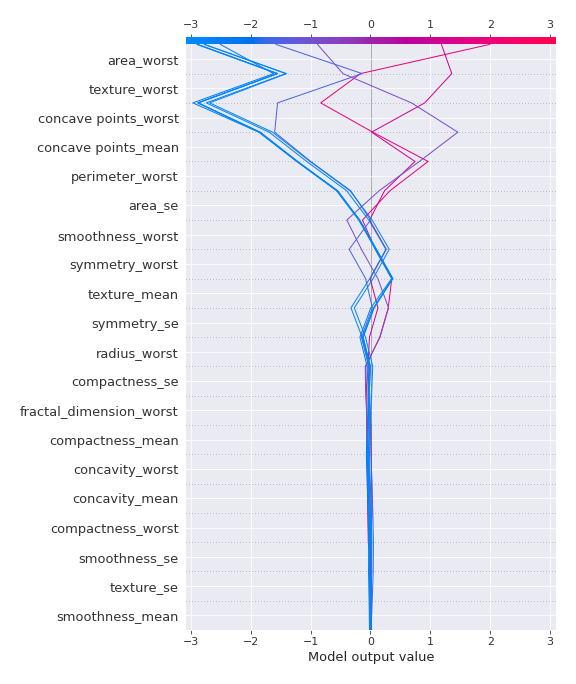 −3 −2 −1 0 1 2 3
area_worst
texture_worst
concave points_worst
concave points_mean
perimeter_worst
area_se
smoothness_worst
symmetry_worst
texture_mean
symmetry_se
radius_worst
compactness_se
fractal_dimension_worst
compactness_mean
concavity_worst
concavity_mean
compactness_worst
smoothness_se
texture_se
smoothness_mean
−3 −2 −1 0 1 2 3
Model output value